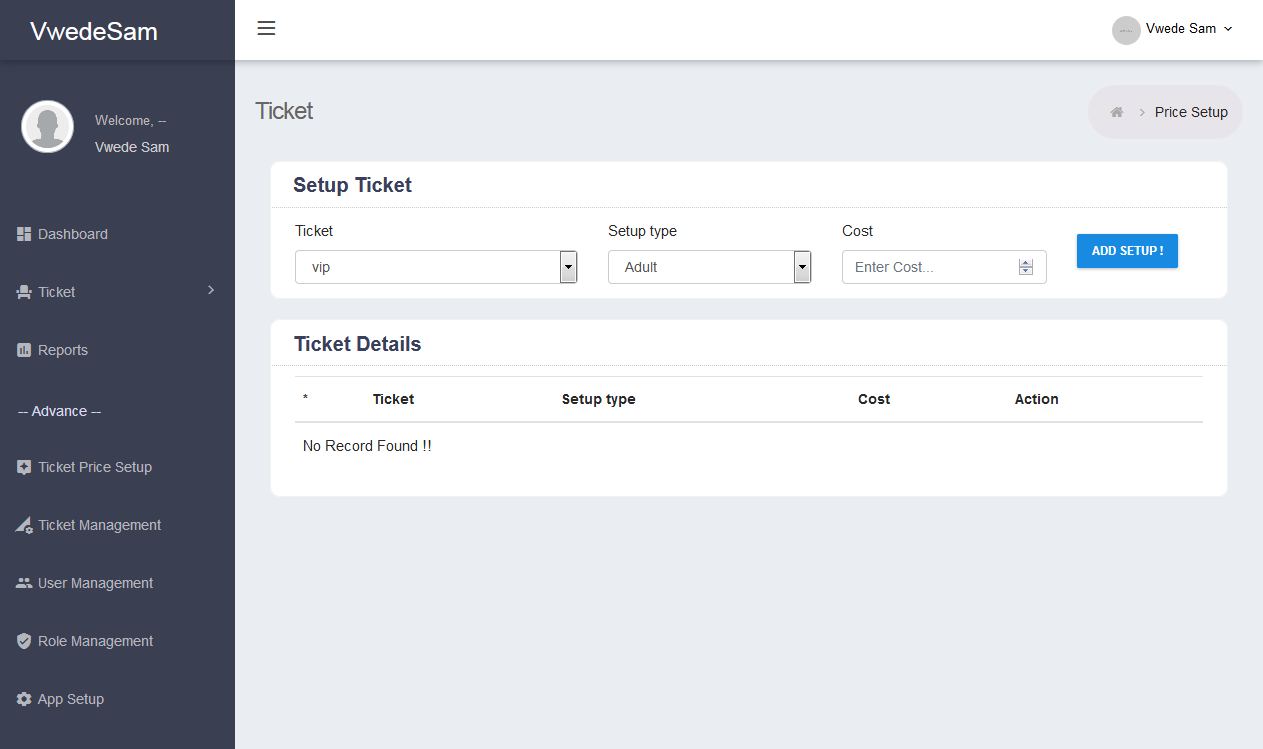 VwedeSam
Vwede Sam
Welcome, --
Vwede Sam
Dashboard
Ticket
Reports
-- Advance --
Ticket Price Setup
Ticket Management
User Management
Role Management
App Setup
Ticket
Price Setup
Setup Ticket
Ticket Setup type Cost
vip Adult Enter Cost... ADD SETUP !
Ticket Details
* Ticket Setup type Cost Action
No Record Found !!